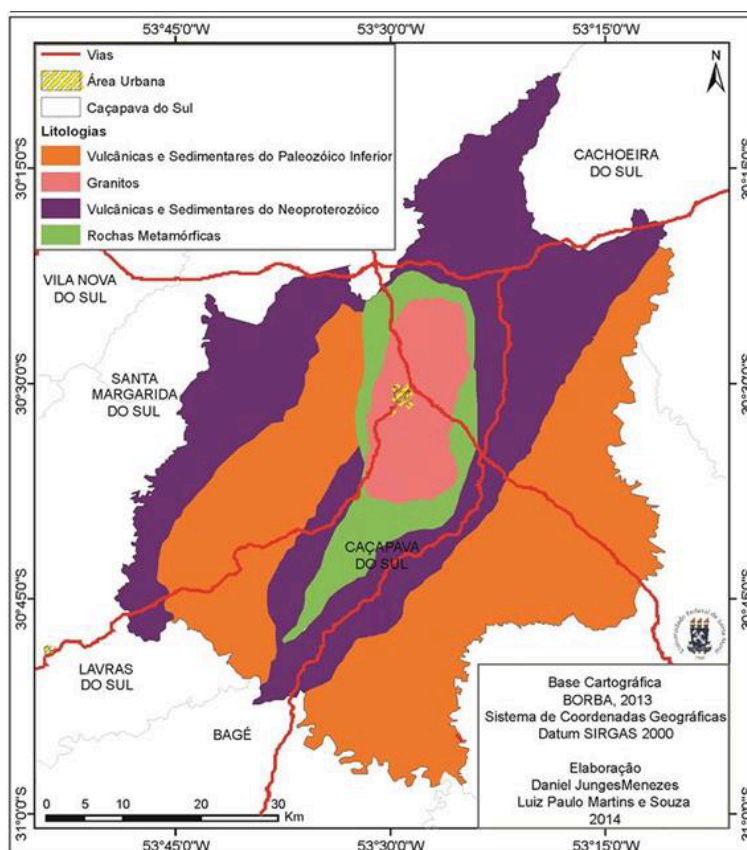 53°45'0"W
53°30'0"W
53°15'0"W
Vias
Área Urbana
Caçapava do Sul
Litologias
Vulcânicas e Sedimentares do Paleozóico Inferior
Granitos
Vulcânicas e Sedimentares do Neoproterozóico
Rochas Metamórficas
N
30°15'0"S
30°15'0"S
CACHOEIRA
DO SUL
VILA NOVA
DO SUL
SANTA
MARGARIDA
DO SUL
30°30'0"S
30°30'0"S
CAÇAPAVA
DO SUL
30°45'0"S
30°45'0"S
LAVRAS
DO SUL
BAGÉ
Universidade Federal de Santa Maria
Base Cartográfica
BORBA, 2013
Sistema de Coordenadas Geográficas
Datum SIRGAS 2000
Elaboração
Daniel JungesMenezes
Luiz Paulo Martins e Souza
2014
0 5 10 20 30
Km
31°0'0"S
31°0'0"S
53°45'0"W
53°30'0"W
53°15'0"W